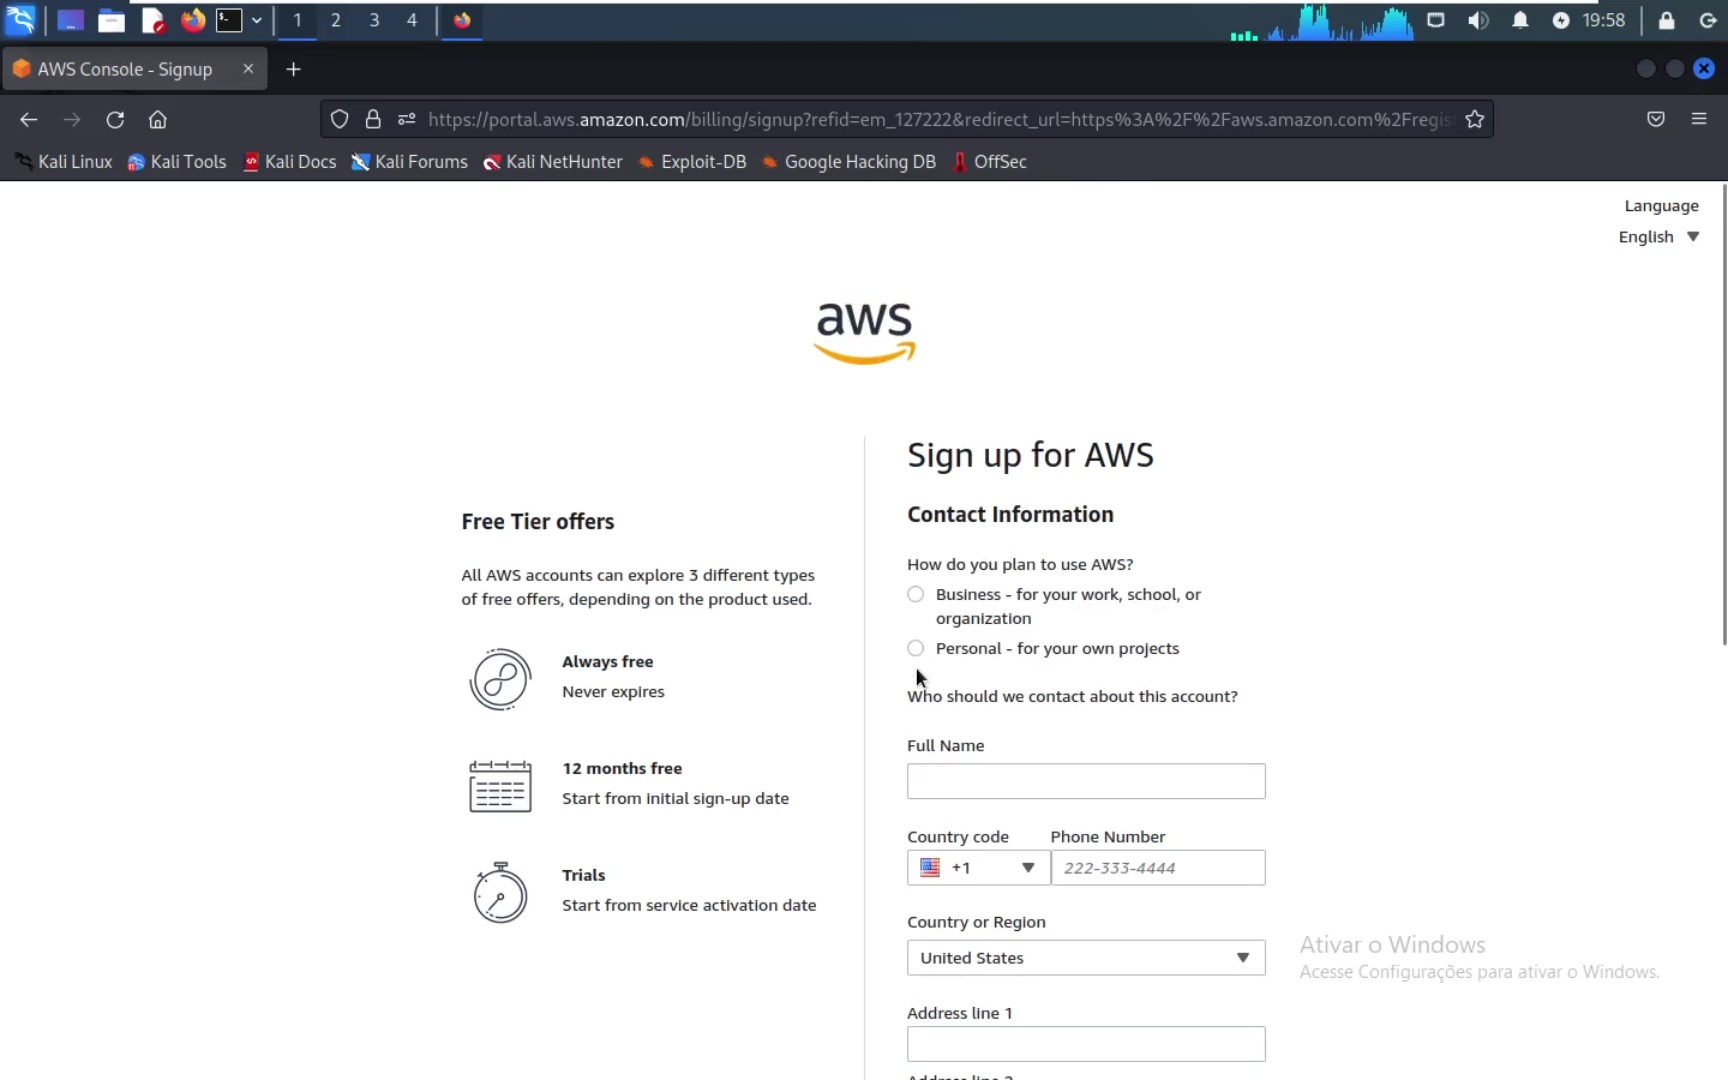 1 2 3 4 19:58
AWS Console - Signup
https://portal.aws.amazon.com/billing/signup?refid=em_127222&redirect_url=https%3A%2F%2Faws.amazon.com%2Fregis
Kali Linux Kali Tools Kali Docs Kali Forums Kali NetHunter Exploit-DB Google Hacking DB OffSec
Language
English
aws
Free Tier offers
All AWS accounts can explore 3 different types
of free offers, depending on the product used.
Always free
Never expires
12 months free
Start from initial sign-up date
Trials
Start from service activation date
Sign up for AWS
Contact Information
How do you plan to use AWS?
Business - for your work, school, or
organization
Personal - for your own projects
Who should we contact about this account?
Full Name
Country code Phone Number
+1 222-333-4444
Country or Region
United States
Address line 1
Ativar o Windows
Acesse Configurações para ativar o Windows.